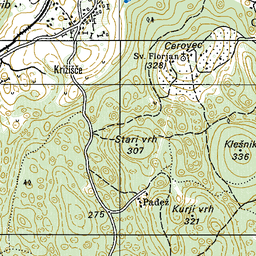 Cerovec
Sv. Florjan
(328)
Križišče
Stari vrh
307
Klešnik
336
Padež
275
Kurji vrh
321